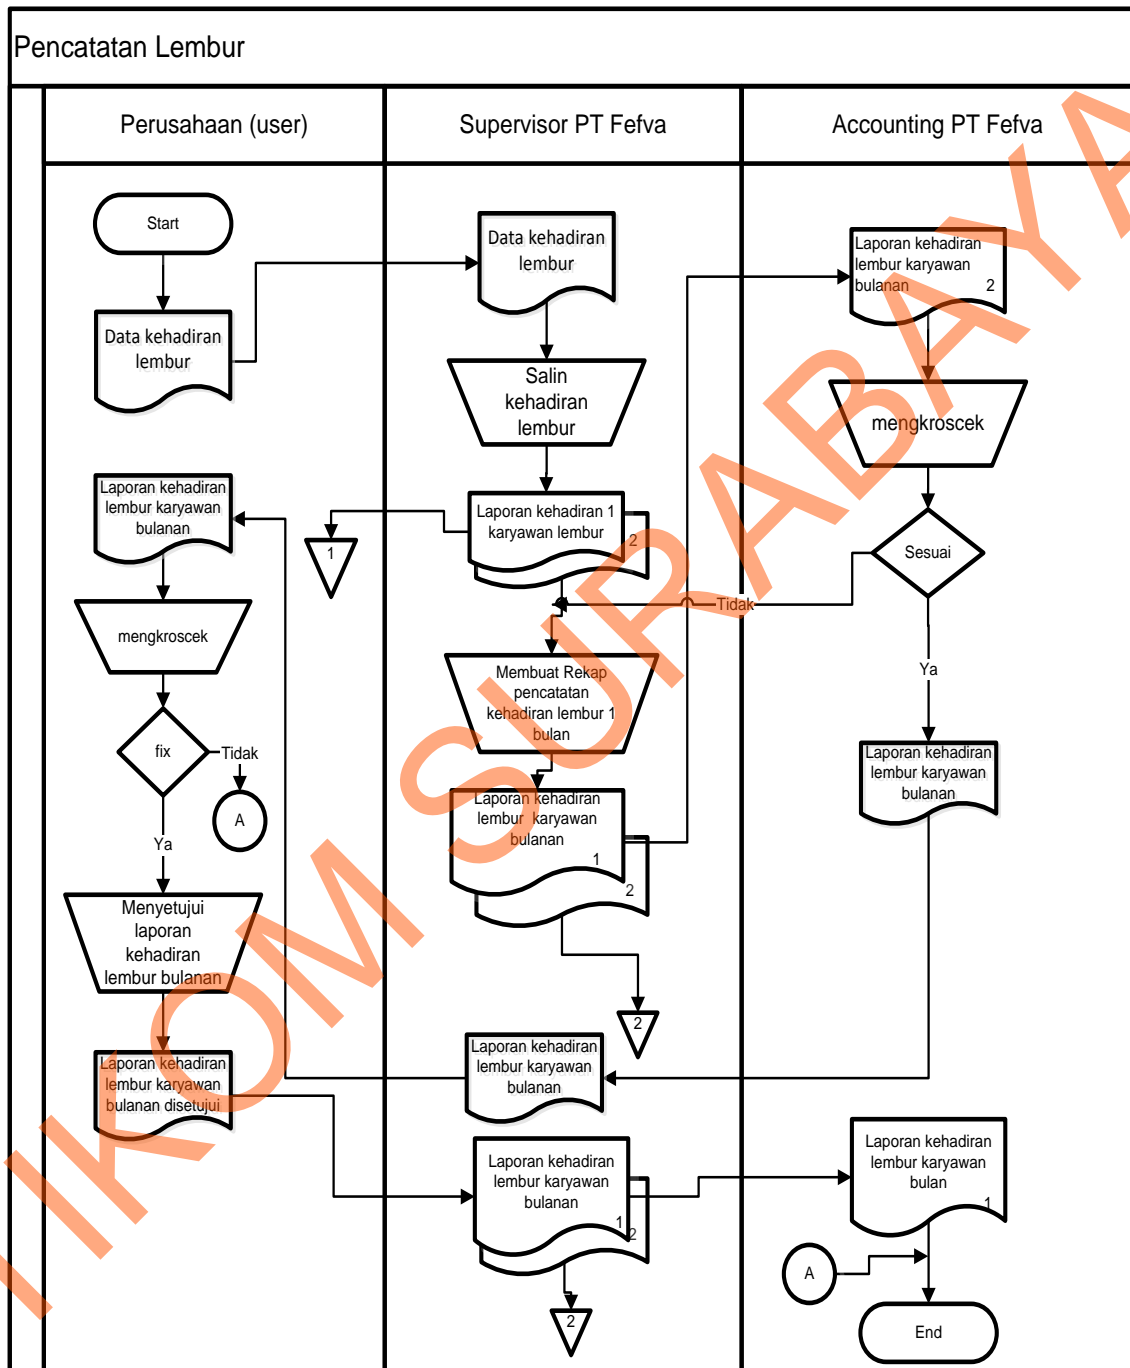 Pencatatan Lembur
Perusahaan (user)
Supervisor PT Fefva
Accounting PT Fefva
Start
Data kehadiran
lembur
Laporan kehadiran
lembur karyawan
bulanan
mengkroscek
fix
Tidak
A
Ya
Menyetujui
laporan
kehadiran
lembur bulanan
Laporan kehadiran
lembur karyawan
bulanan disetujui
Data kehadiran
lembur
Salin
kehadiran
lembur
Laporan kehadiran 1
karyawan lembur
2
1
Membuat Rekap
pencatatan
kehadiran lembur 1
bulan
Laporan kehadiran
lembur karyawan
bulanan
1
2
2
Laporan kehadiran
lembur karyawan
bulanan
Laporan kehadiran
lembur karyawan
bulanan
1
2
2
Laporan kehadiran
lembur karyawan
bulanan
2
mengkroscek
Sesuai
Tidak
Ya
Laporan kehadiran
lembur karyawan
bulanan
Laporan kehadiran
lembur karyawan
bulan
1
A
End
IKOM SURABAYA